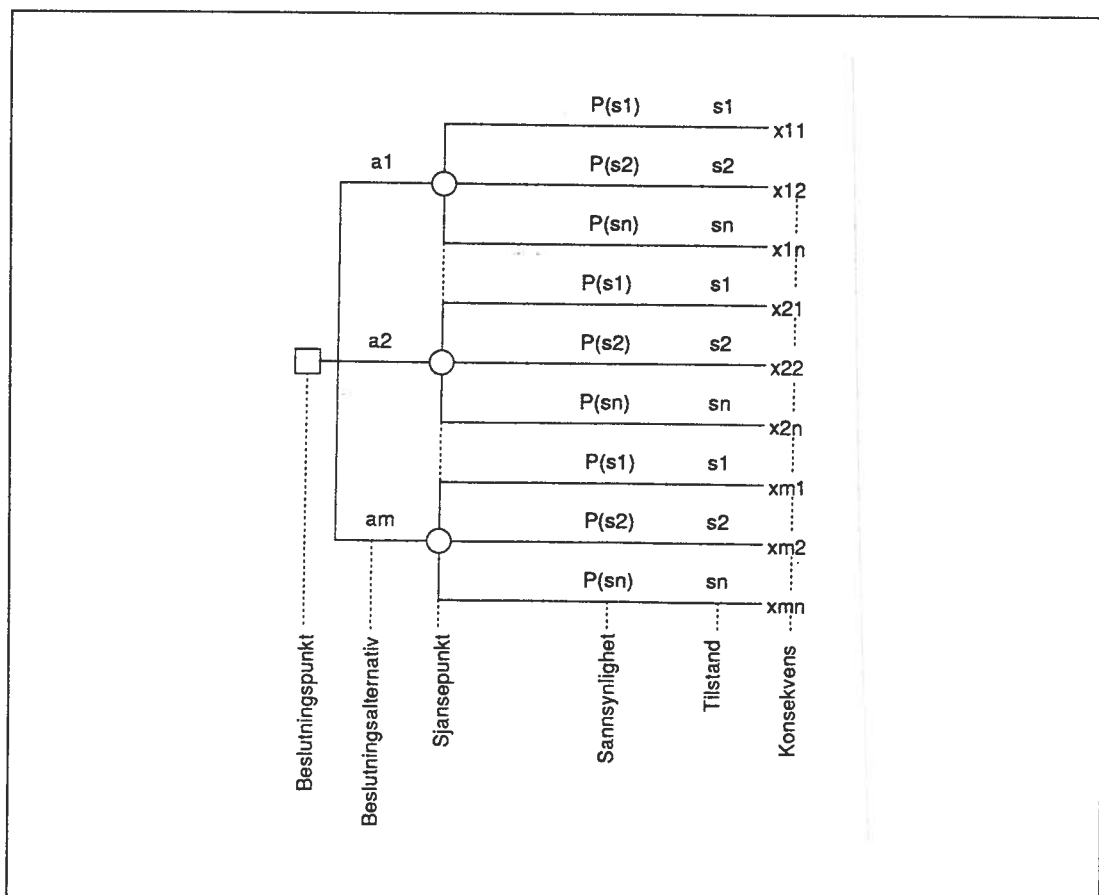 P(s1) s1
x11
a1 P(s2) s2
x12
P(sn) sn
x1n
P(s1) s1
x21
a2 P(s2) s2
x22
P(sn) sn
x2n
P(s1) s1
xm1
am P(s2) s2
xm2
P(sn) sn
xmn
Beslutningspunkt
Beslutningsalternativ
Sjansepunkt
Sannsynlighet
Tilstand
Konsekvens